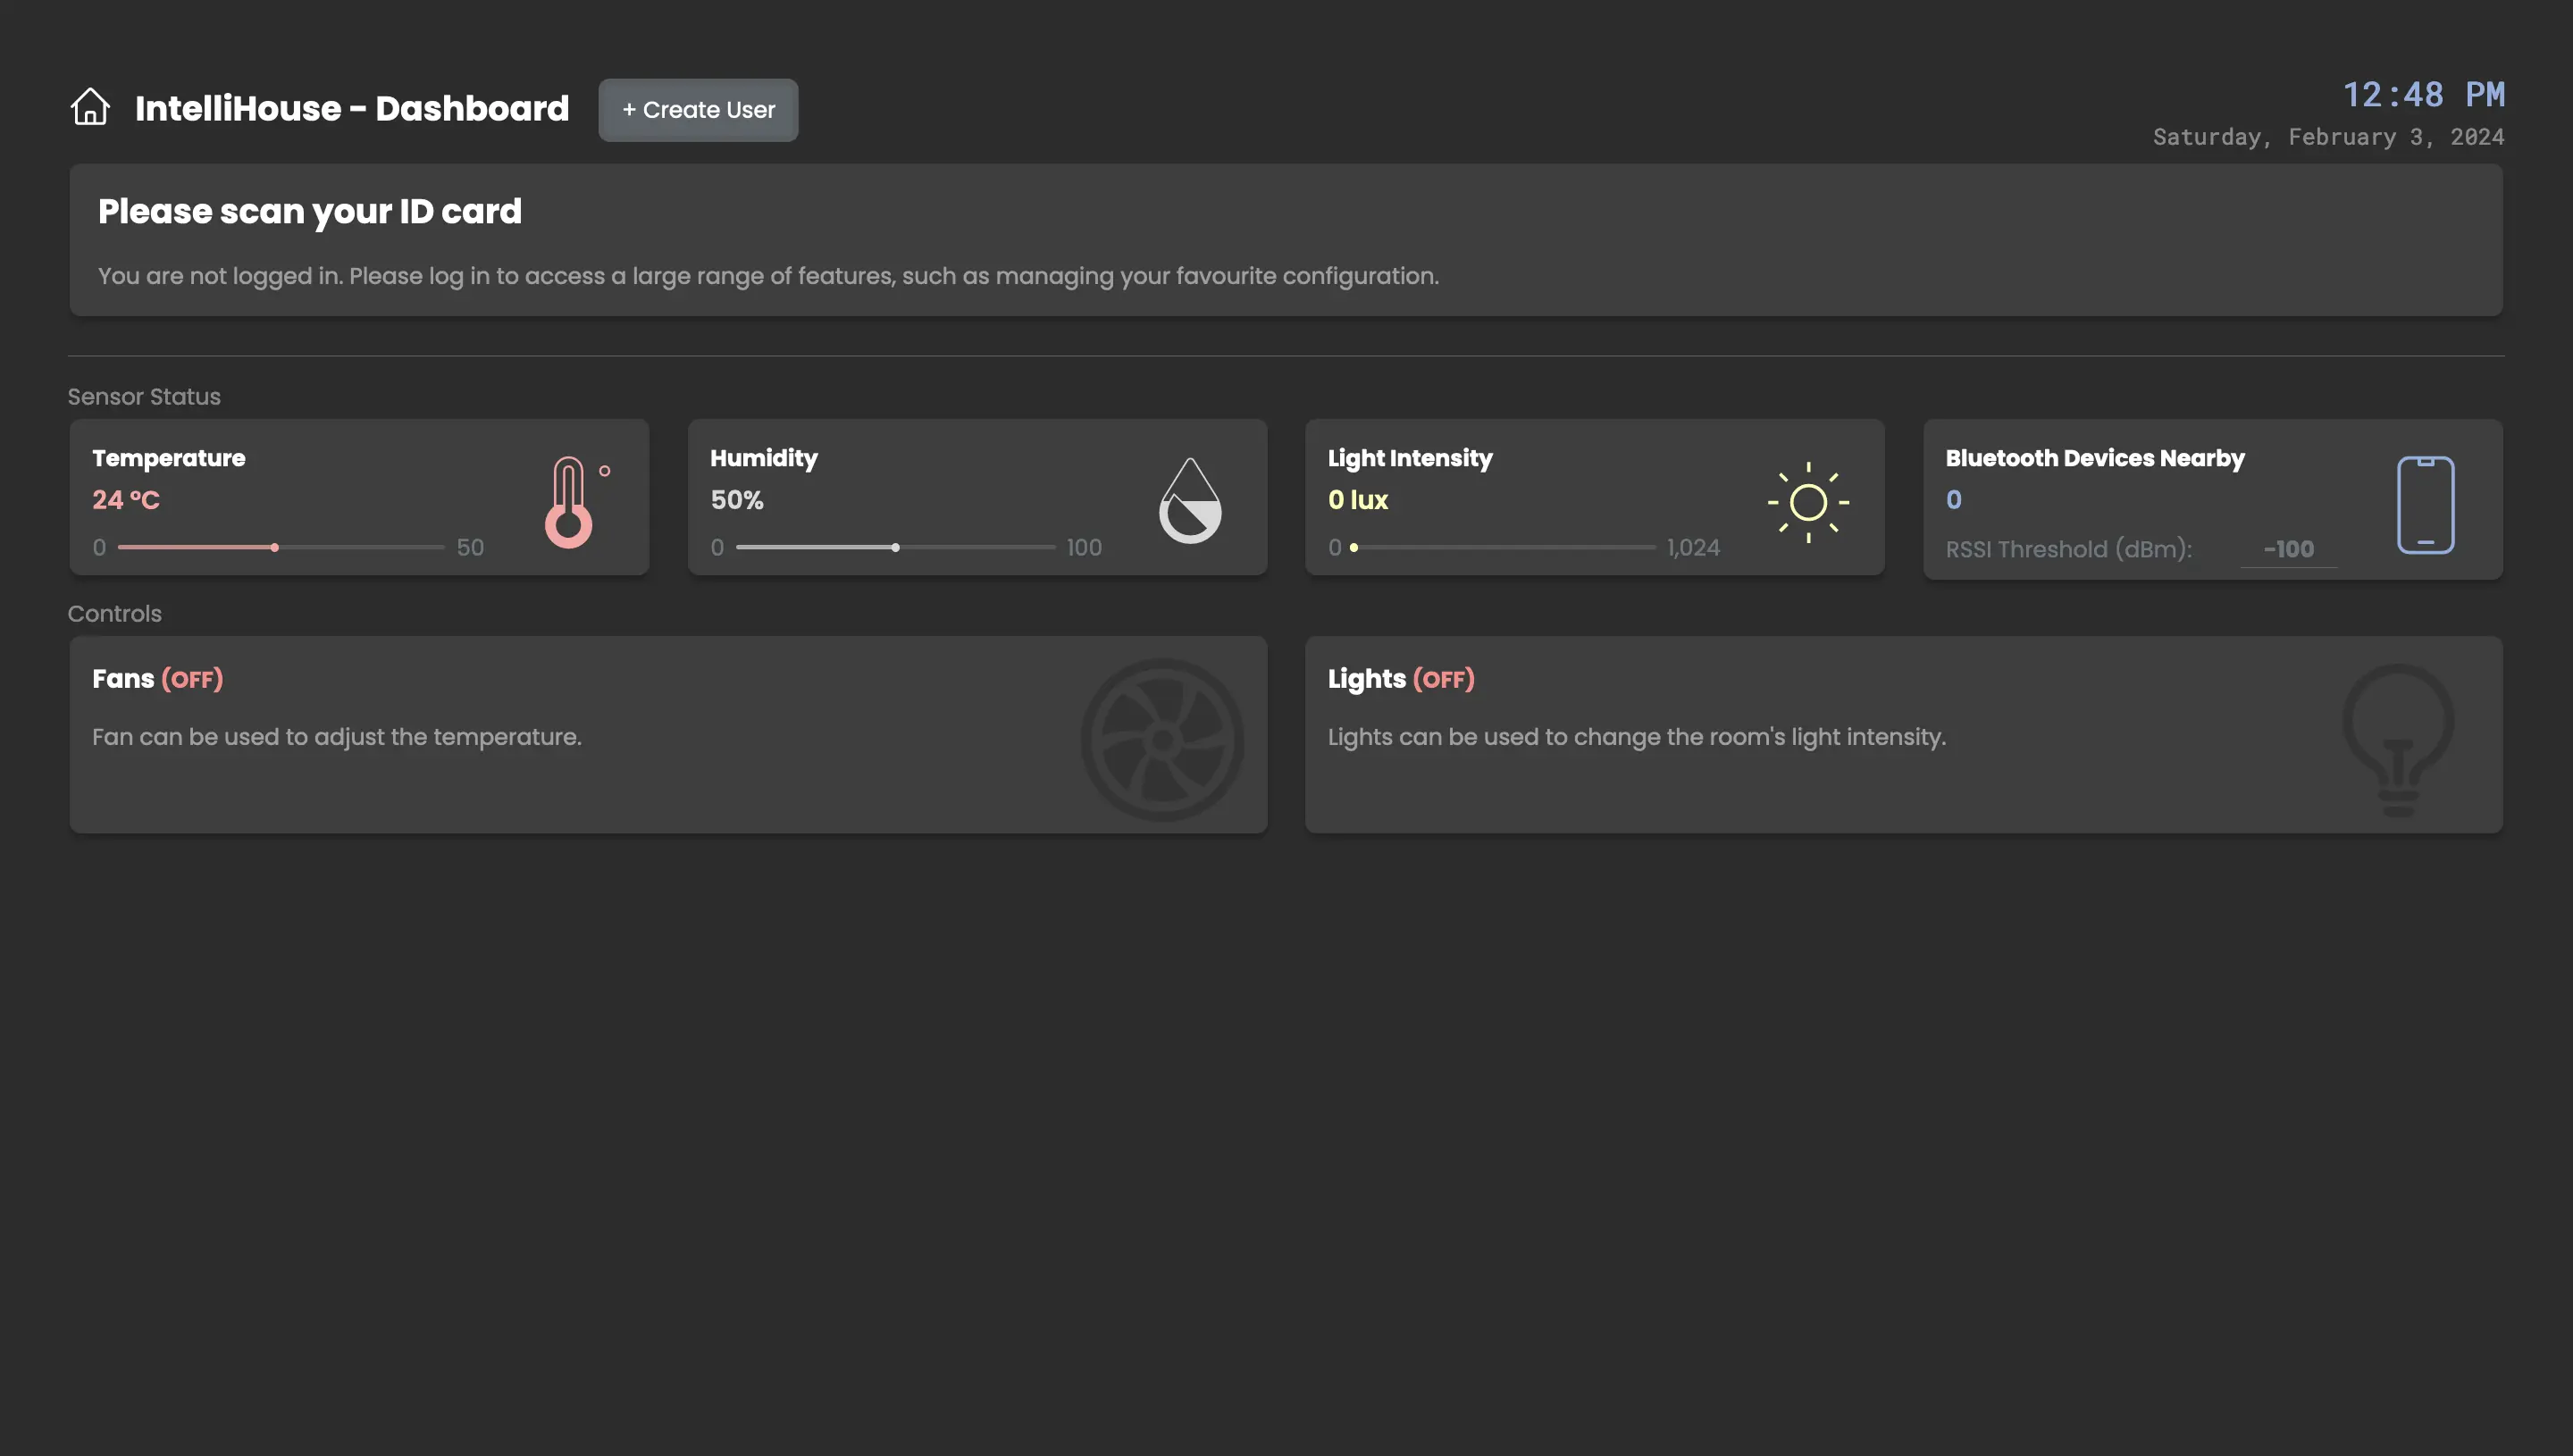 IntelliHouse - Dashboard
+ Create User
12:48 PM
Saturday, February 3, 2024
Please scan your ID card
You are not logged in. Please log in to access a large range of features, such as managing your favourite configuration.
Sensor Status
Temperature
24 °C
0 50
Humidity
50%
0 100
Light Intensity
0 lux
0 1,024
Bluetooth Devices Nearby
0
RSSI Threshold (dBm): -100
Controls
Fans (OFF)
Fan can be used to adjust the temperature.
Lights (OFF)
Lights can be used to change the room's light intensity.